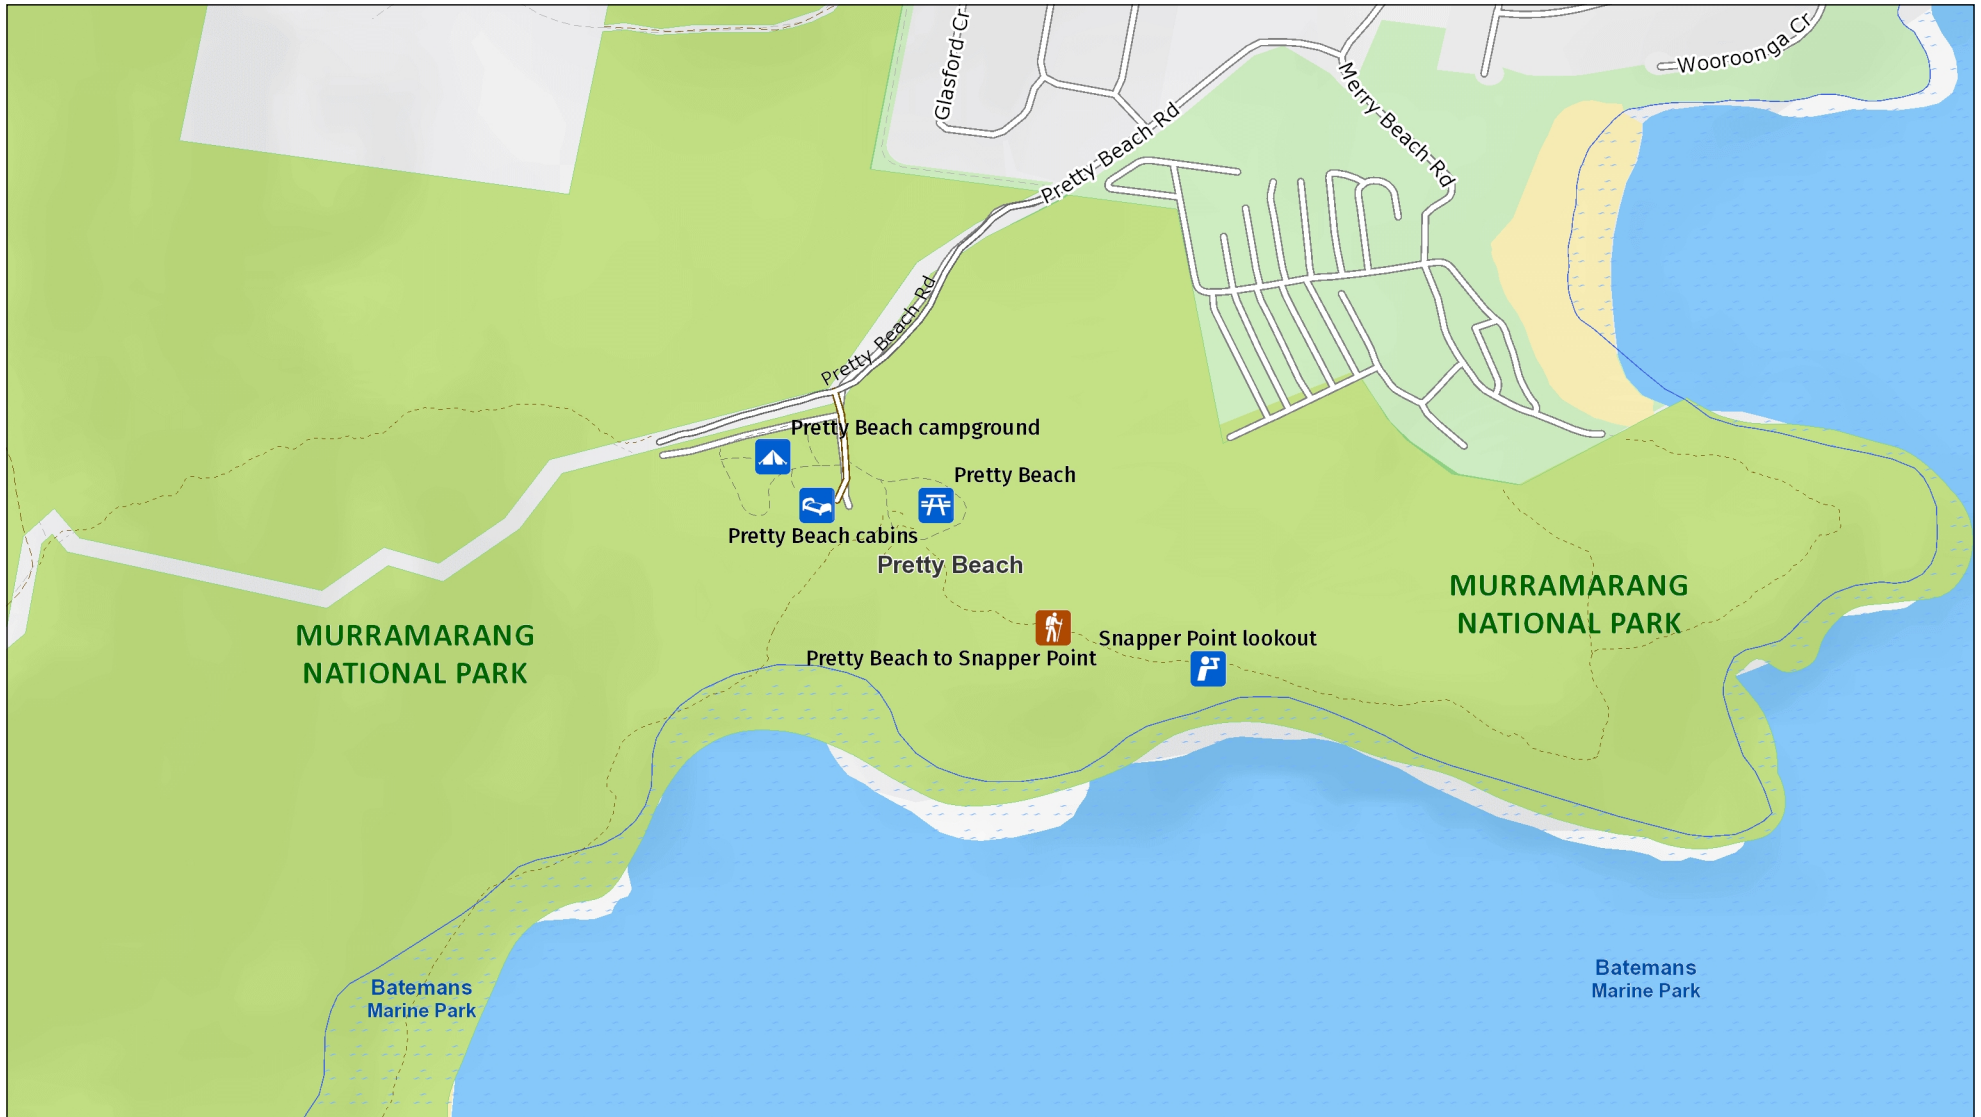 Glasford Cr
Wooroonga Cr
Merry Beach Rd
Pretty Beach Rd
Pretty Beach Rd
Pretty Beach campground
Pretty Beach
Pretty Beach cabins
Pretty Beach
MURRAMARANG
NATIONAL PARK
MURRAMARANG
NATIONAL PARK
Snapper Point lookout
Pretty Beach to Snapper Point
Batemans
Marine Park
Batemans
Marine Park